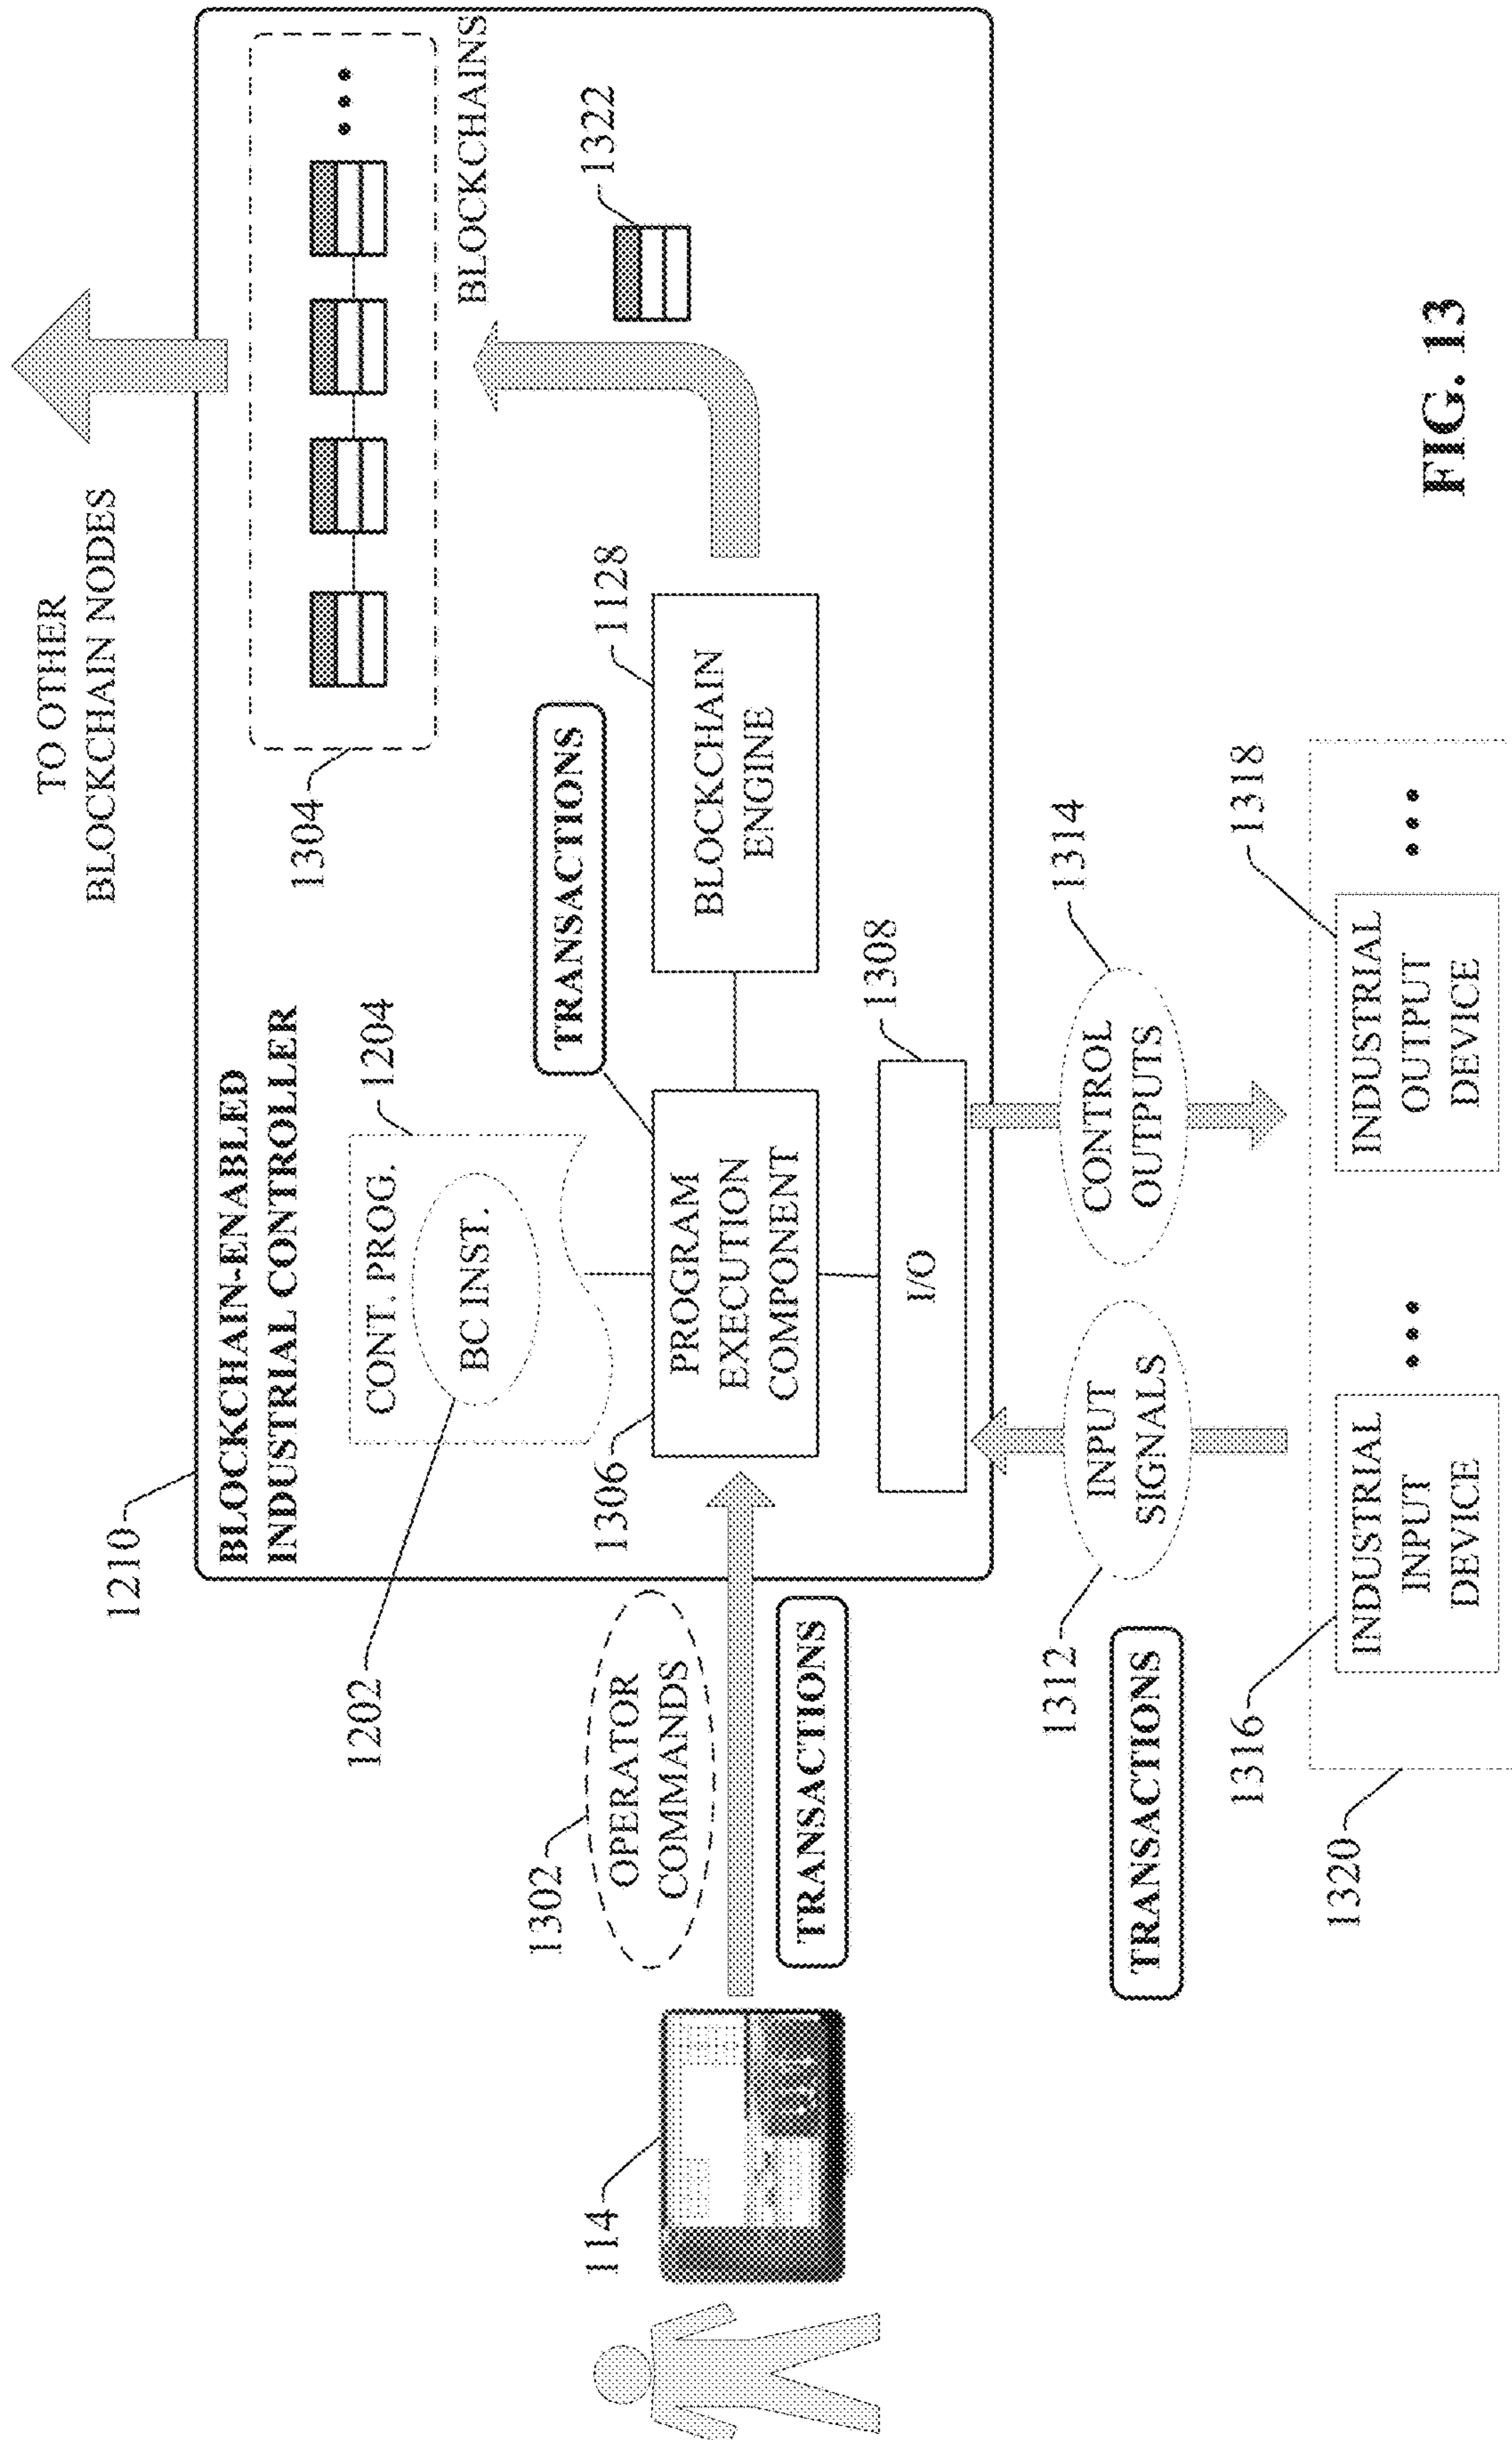 TO OTHER
BLOCKCHAIN NODES
1210
BLOCKCHAIN-ENABLED
INDUSTRIAL CONTROLLER
1304
BLOCKCHAINS
1202
CONT. PROG.
BC INST.
1204
TRANSACTIONS
1128
1322
1302
OPERATOR
COMMANDS
1306
PROGRAM
EXECUTION
COMPONENT
BLOCKCHAIN
ENGINE
114
TRANSACTIONS
I/O
1308
1312
INPUT
SIGNALS
CONTROL
OUTPUTS
1314
TRANSACTIONS
1316
1318
INDUSTRIAL
INPUT
DEVICE
INDUSTRIAL
OUTPUT
DEVICE
1320
FIG. 13